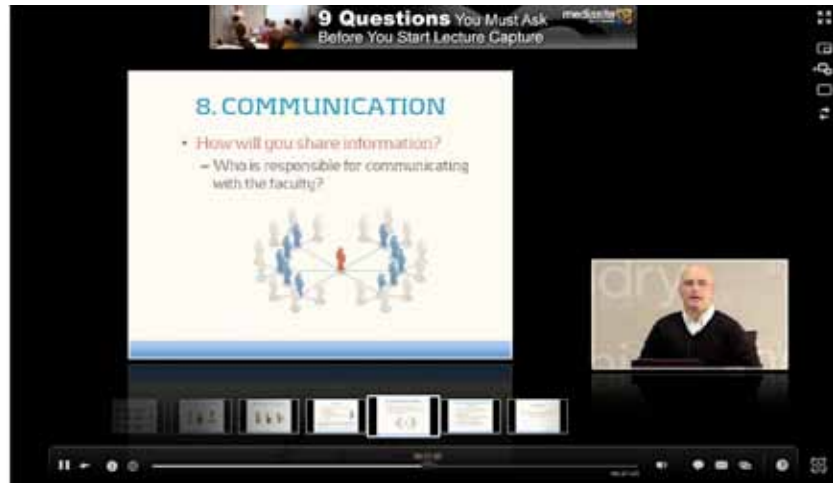 9 Questions You Must Ask
Before You Start Lecture Capture
mediasite
8. COMMUNICATION
• How will you share information?
– Who is responsible for communicating
with the faculty?
dry